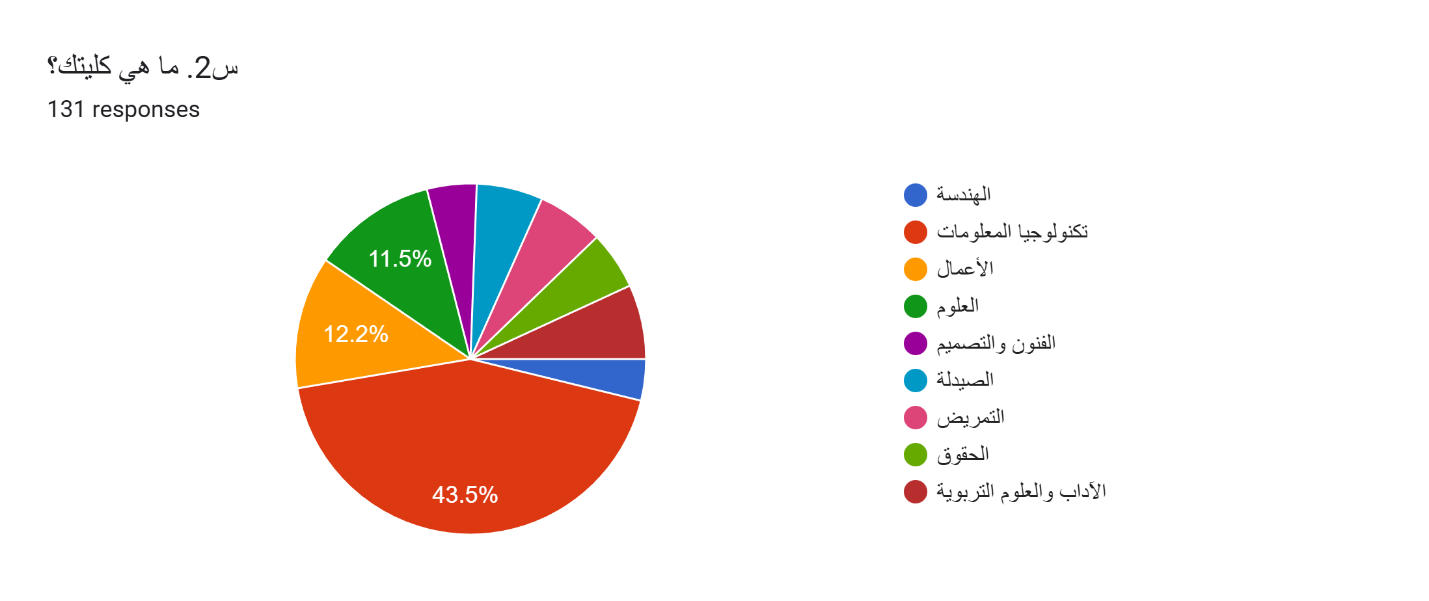 س2. ما هي كليتك؟
131 responses
11.5%
12.2%
43.5%
الهندسة
تكنولوجيا المعلومات
الأعمال
العلوم
الفنون والتصميم
الصيدلة
التمريض
الحقوق
الآداب والعلوم التربوية